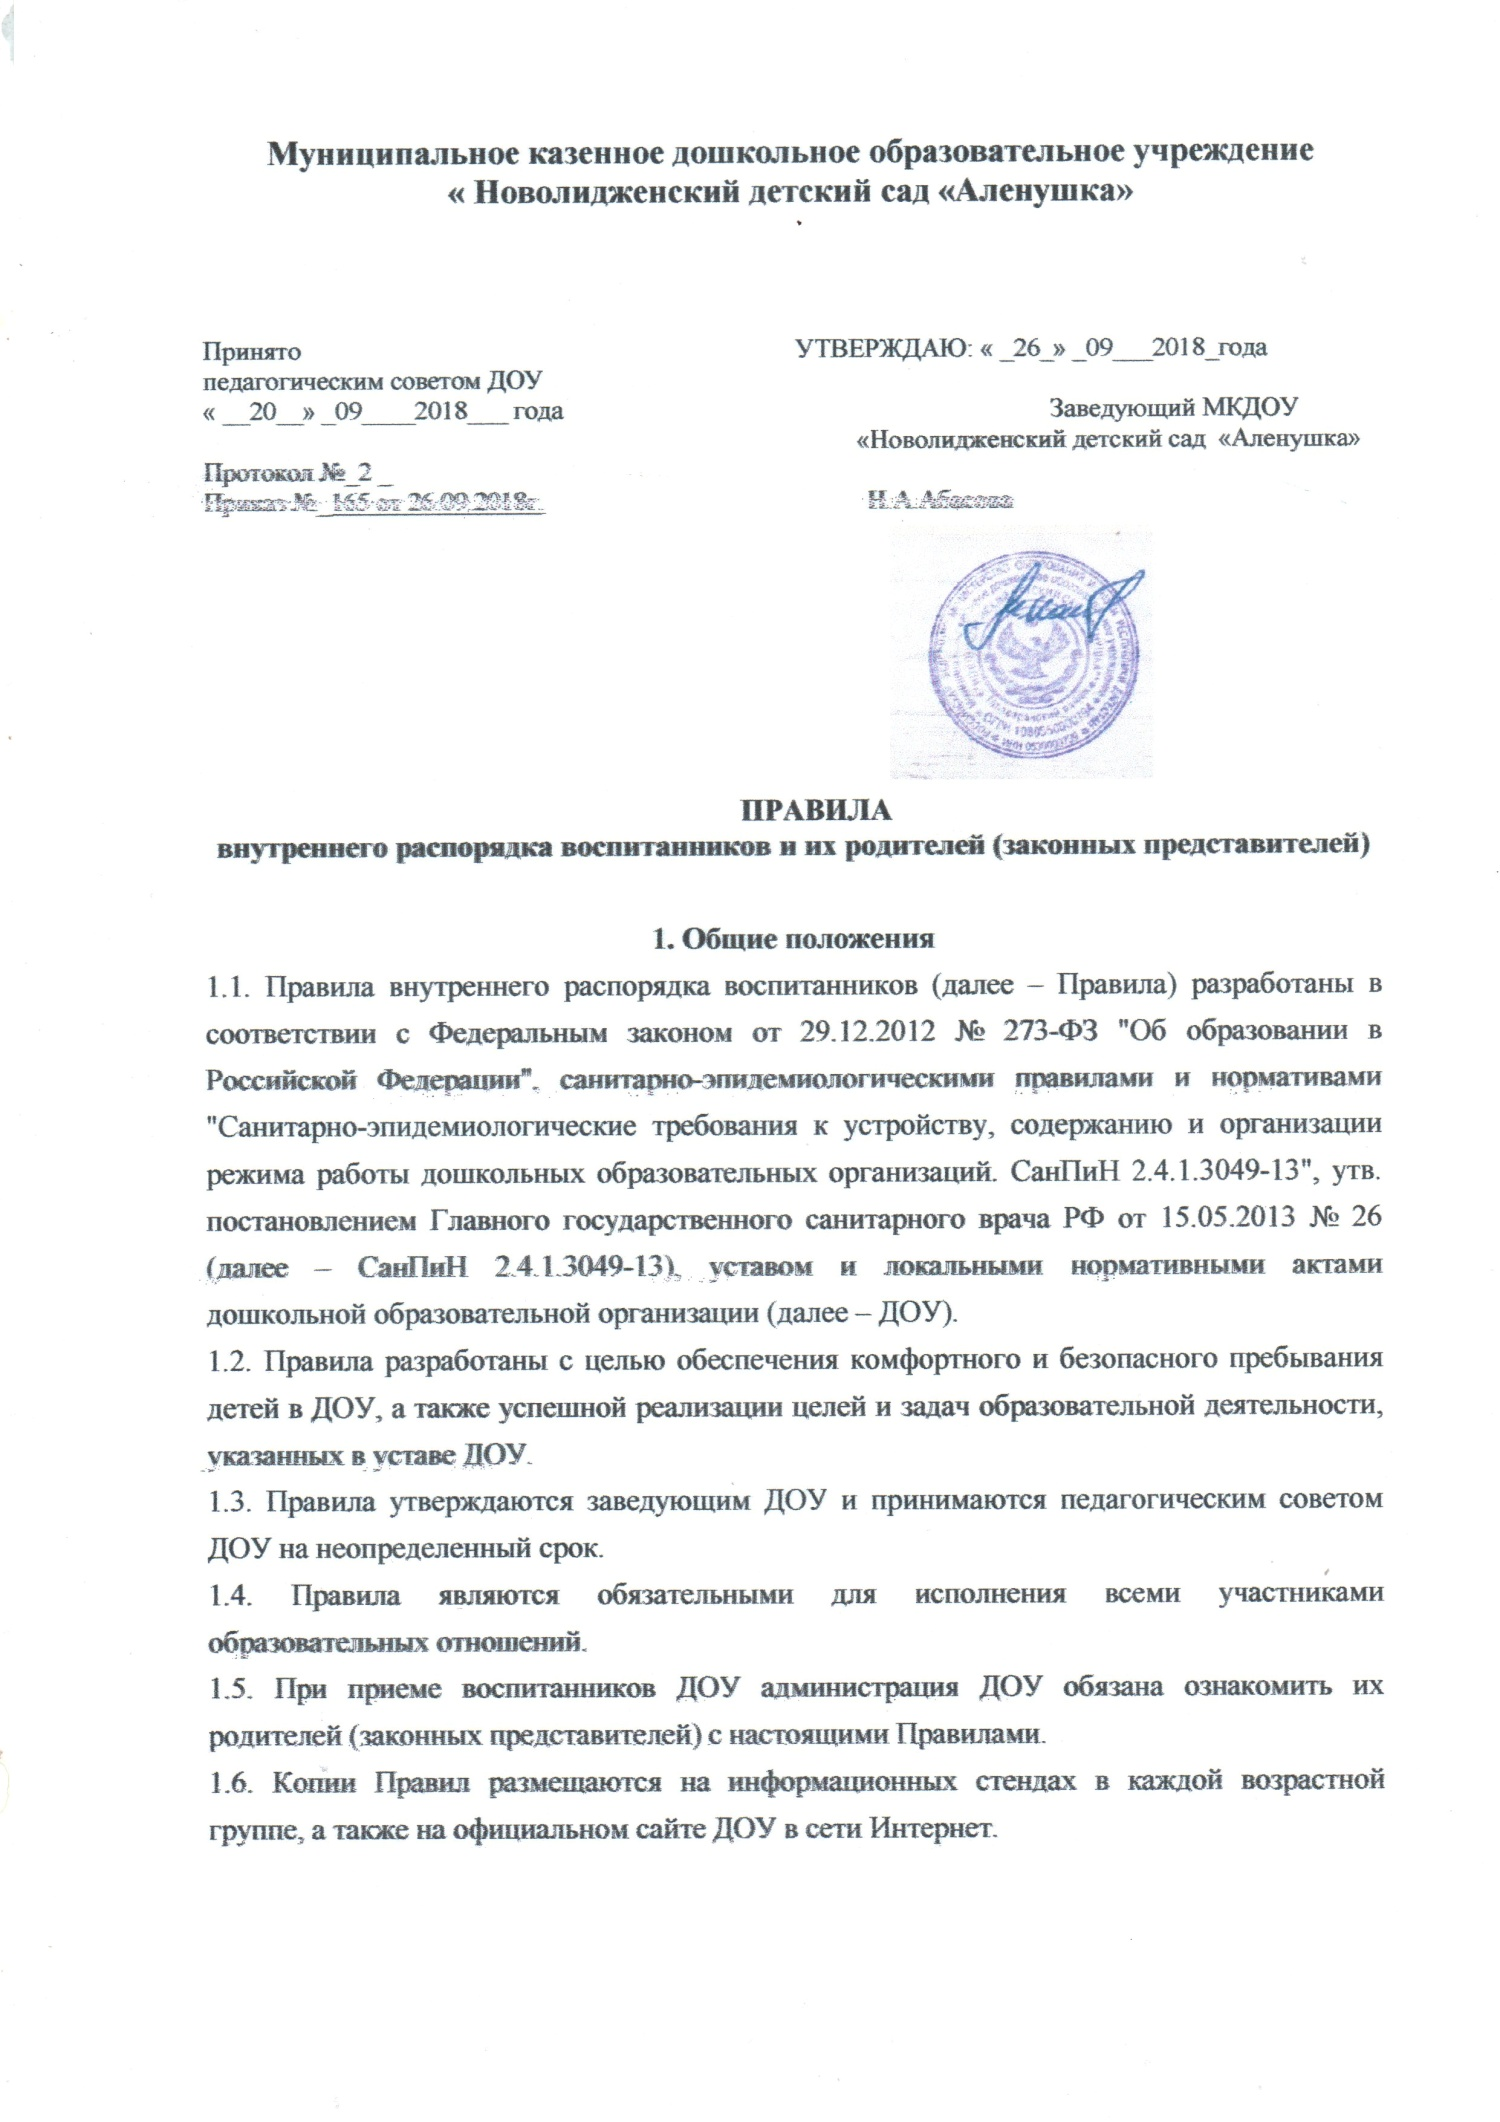 Муниципальное казенное дошкольное образовательное учреждение
« Новолидженский детский сад «Аленушка»
Принято
педагогическим советом ДОУ
« __20__» _09____2018___ года
Протокол №_2 _
Приказ №_165 от 26.09.2018г.
УТВЕРЖДАЮ: « _26_» _09___2018_года
Заведующий МКДОУ
«Новолидженский детский сад «Аленушка»
Н.А.Абасова
ПРАВИЛА
внутреннего распорядка воспитанников и их родителей (законных представителей)
1. Общие положения
1.1. Правила внутреннего распорядка воспитанников (далее – Правила) разработаны в
соответствии с Федеральным законом от 29.12.2012 № 273-ФЗ "Об образовании в
Российской Федерации", санитарно-эпидемиологическими правилами и нормативами
"Санитарно-эпидемиологические требования к устройству, содержанию и организации
режима работы дошкольных образовательных организаций. СанПиН 2.4.1.3049-13", утв.
постановлением Главного государственного санитарного врача РФ от 15.05.2013 № 26
(далее – СанПиН 2.4.1.3049-13), уставом и локальными нормативными актами
дошкольной образовательной организации (далее – ДОУ).
1.2. Правила разработаны с целью обеспечения комфортного и безопасного пребывания
детей в ДОУ, а также успешной реализации целей и задач образовательной деятельности,
указанных в уставе ДОУ.
1.3. Правила утверждаются заведующим ДОУ и принимаются педагогическим советом
ДОУ на неопределенный срок.
1.4. Правила являются обязательными для исполнения всеми участниками
образовательных отношений.
1.5. При приеме воспитанников ДОУ администрация ДОУ обязана ознакомить их
родителей (законных представителей) с настоящими Правилами.
1.6. Копии Правил размещаются на информационных стендах в каждой возрастной
группе, а также на официальном сайте ДОУ в сети Интернет.